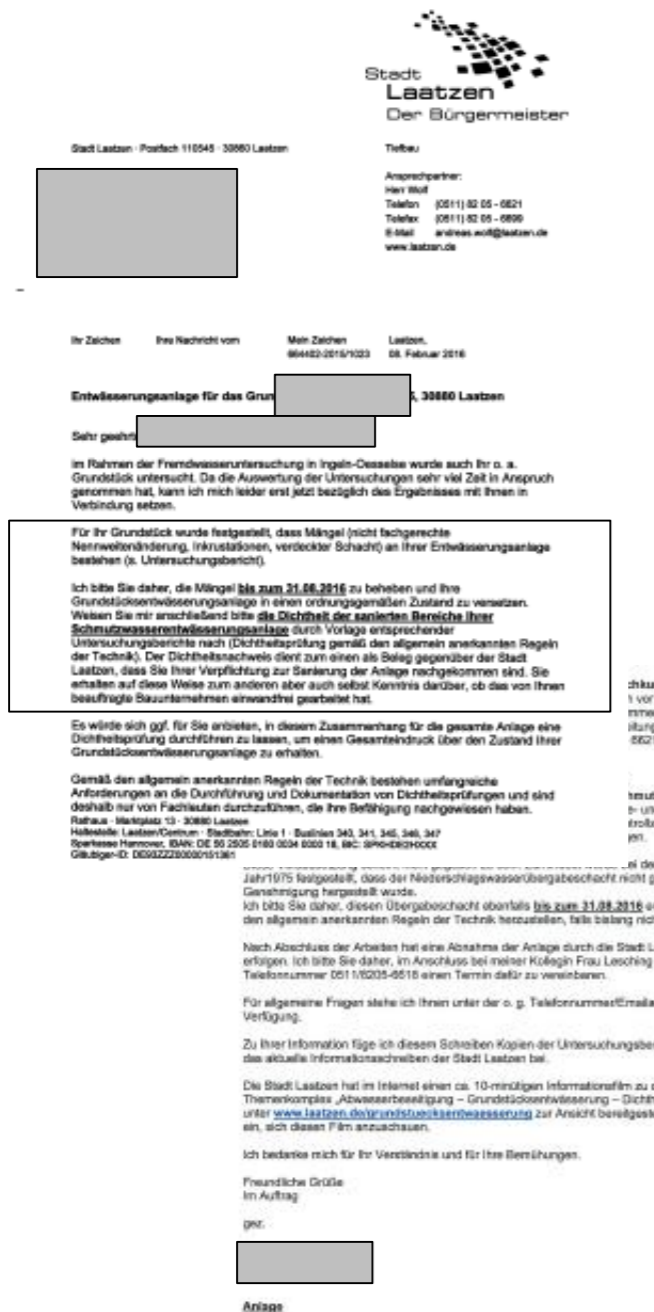 Stadt
Laatzen
Der Bürgermeister
Stadt Laatzen · Postfach 110545 · 30860 Laatzen
Tiefbau
Ansprechpartner:
Herr Wolf
Telefon (0511) 82 05 - 6621
Telefax (0511) 82 05 - 6699
E-Mail andreas.wolf@laatzen.de
www.laatzen.de
Ihr Zeichen Ihre Nachricht vom Mein Zeichen Laatzen,
664402-2015/1023 08. Februar 2016
Entwässerungsanlage für das Grun 5, 30880 Laatzen
Sehr geehrt
im Rahmen der Fremdwasseruntersuchung in Ingeln-Oesselse wurde auch Ihr o. a.
Grundstück untersucht. Da die Auswertung der Untersuchungen sehr viel Zeit in Anspruch
genommen hat, kann ich mich leider erst jetzt bezüglich des Ergebnisses mit Ihnen in
Verbindung setzen.
Für Ihr Grundstück wurde festgestellt, dass Mängel (nicht fachgerechte
Nennweitenänderung, Inkrustationen, verdeckter Schacht) an Ihrer Entwässerungsanlage
bestehen (s. Untersuchungsbericht).
Ich bitte Sie daher, die Mängel bis zum 31.08.2016 zu beheben und Ihre
Grundstücksentwässerungsanlage in einen ordnungsgemäßen Zustand zu versetzen.
Weisen Sie mir anschließend bitte die Dichtheit der sanierten Bereiche Ihrer
Schmutzwasserentwässerungsanlage durch Vorlage entsprechender
Untersuchungsberichte nach (Dichtheitsprüfung gemäß den allgemein anerkannten Regeln
der Technik). Der Dichtheitsnachweis dient zum einen als Beleg gegenüber der Stadt
Laatzen, dass Sie Ihrer Verpflichtung zur Sanierung der Anlage nachgekommen sind. Sie
erhalten auf diese Weise zum anderen aber auch selbst Kenntnis darüber, ob das von Ihnen
beauftragte Bauunternehmen einwandfrei gearbeitet hat.
Es würde sich ggf. für Sie anbieten, in diesem Zusammenhang für die gesamte Anlage eine
Dichtheitsprüfung durchführen zu lassen, um einen Gesamteindruck über den Zustand Ihrer
Grundstücksentwässerungsanlage zu erhalten.
Gemäß den allgemein anerkannten Regeln der Technik bestehen umfangreiche
Anforderungen an die Durchführung und Dokumentation von Dichtheitsprüfungen und sind
deshalb nur von Fachleuten durchzuführen, die ihre Befähigung nachgewiesen haben.
Rathaus · Marktplatz 13 · 30880 Laatzen
Haltestelle: Laatzen/Centrum · Stadtbahn: Linie 1 · Buslinien 340, 341, 345, 346, 347
Sparkasse Hannover, IBAN: DE 56 2505 0180 0034 0000 18, BIC: SPKHDE2HXXX
Gläubiger-ID:
Jahr1975 festgestellt, dass der Niederschlagswasserübergabeschacht nicht g
Genehmigung hergestellt wurde.
Ich bitte Sie daher, diesen Übergabeschacht ebenfalls bis zum 31.08.2016 e
den allgemein anerkannten Regeln der Technik herzustellen, falls bislang nich
Nach Abschluss der Arbeiten hat eine Abnahme der Anlage durch die Stadt L
erfolgen. Ich bitte Sie daher, im Anschluss bei meiner Kollegin Frau Lesching
Telefonnummer 0511/8205-6616 einen Termin dafür zu vereinbaren.
Für allgemeine Fragen stehe ich Ihnen unter der o. g. Telefonnummer/Emaila
Verfügung.
Zu Ihrer Information füge ich diesem Schreiben Kopien der Untersuchungsbe
das aktuelle Informationsschreiben der Stadt Laatzen bei.
Die Stadt Laatzen hat im Internet einen ca. 10-minütigen Informationsfilm zu d
Themenkomplex „Abwasserbeseitigung – Grundstücksentwässerung – Dichth
unter www.laatzen.de/grundstuecksentwaesserung zur Ansicht bereitgeste
ein, sich diesen Film anzuschauen.
Ich bedanke mich für Ihr Verständnis und für Ihre Bemühungen.
Freundliche Grüße
Im Auftrag
gez.
Anlage